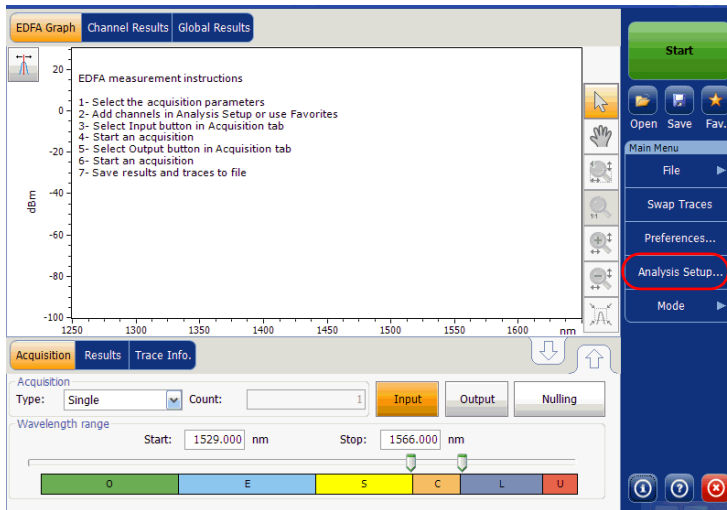 EDFA Graph Channel Results Global Results
Start
Open Save Fav.
Main Menu
File
Swap Traces
Preferences...
Analysis Setup...
Mode
EDFA measurement instructions
1- Select the acquisition parameters
2- Add channels in Analysis Setup or use Favorites
3- Select Input button in Acquisition tab
4- Start an acquisition
5- Select Output button in Acquisition tab
6- Start an acquisition
7- Save results and traces to file
dBm
20
0
-20
-40
-60
-80
-100
1250 1300 1350 1400 1450 1500 1550 1600 nm
1:1
Acquisition Results Trace Info.
Acquisition
Type: Single Count: 1 Input Output Nulling
Wavelength range
Start: 1529.000 nm Stop: 1566.000 nm
O E S C L U